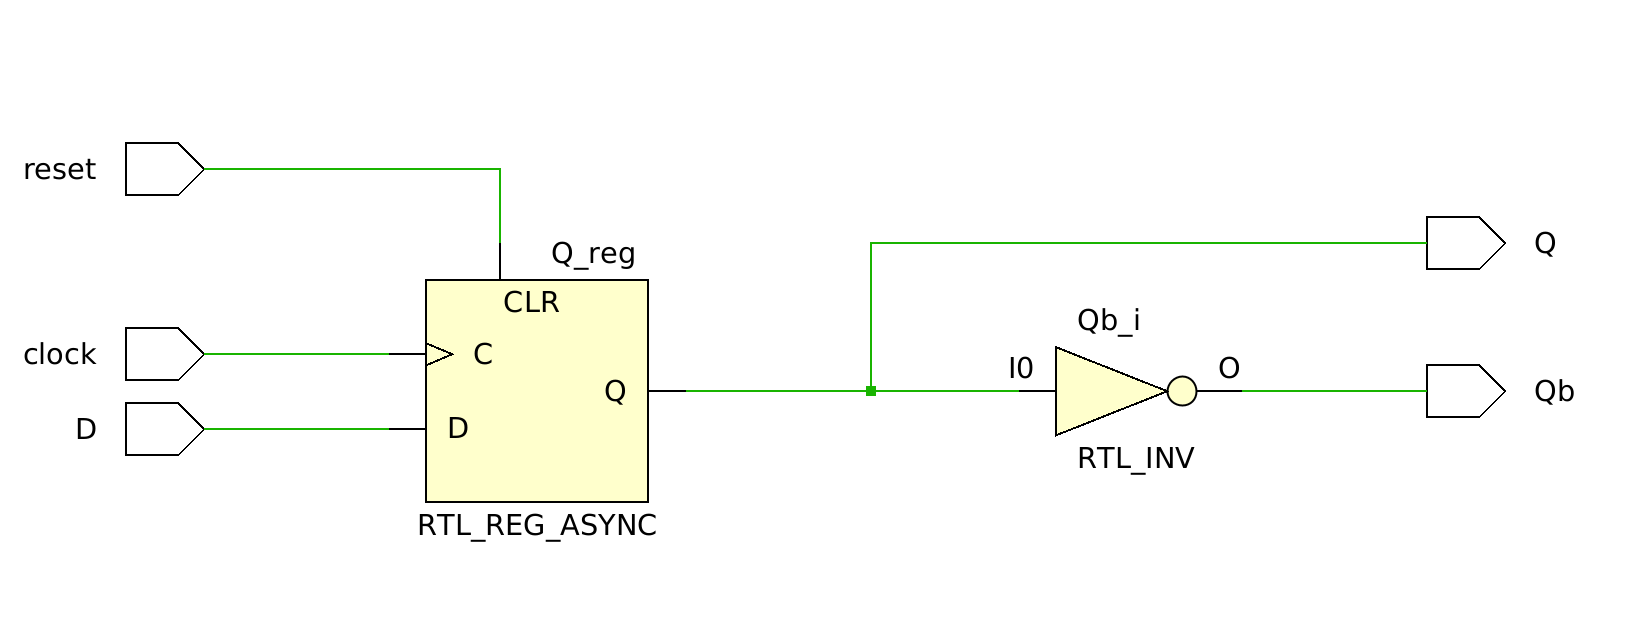 reset
Q_reg
CLR
clock
C
Q
D
D
RTL_REG_ASYNC
Q
Qb_i
I0
O
RTL_INV
Qb